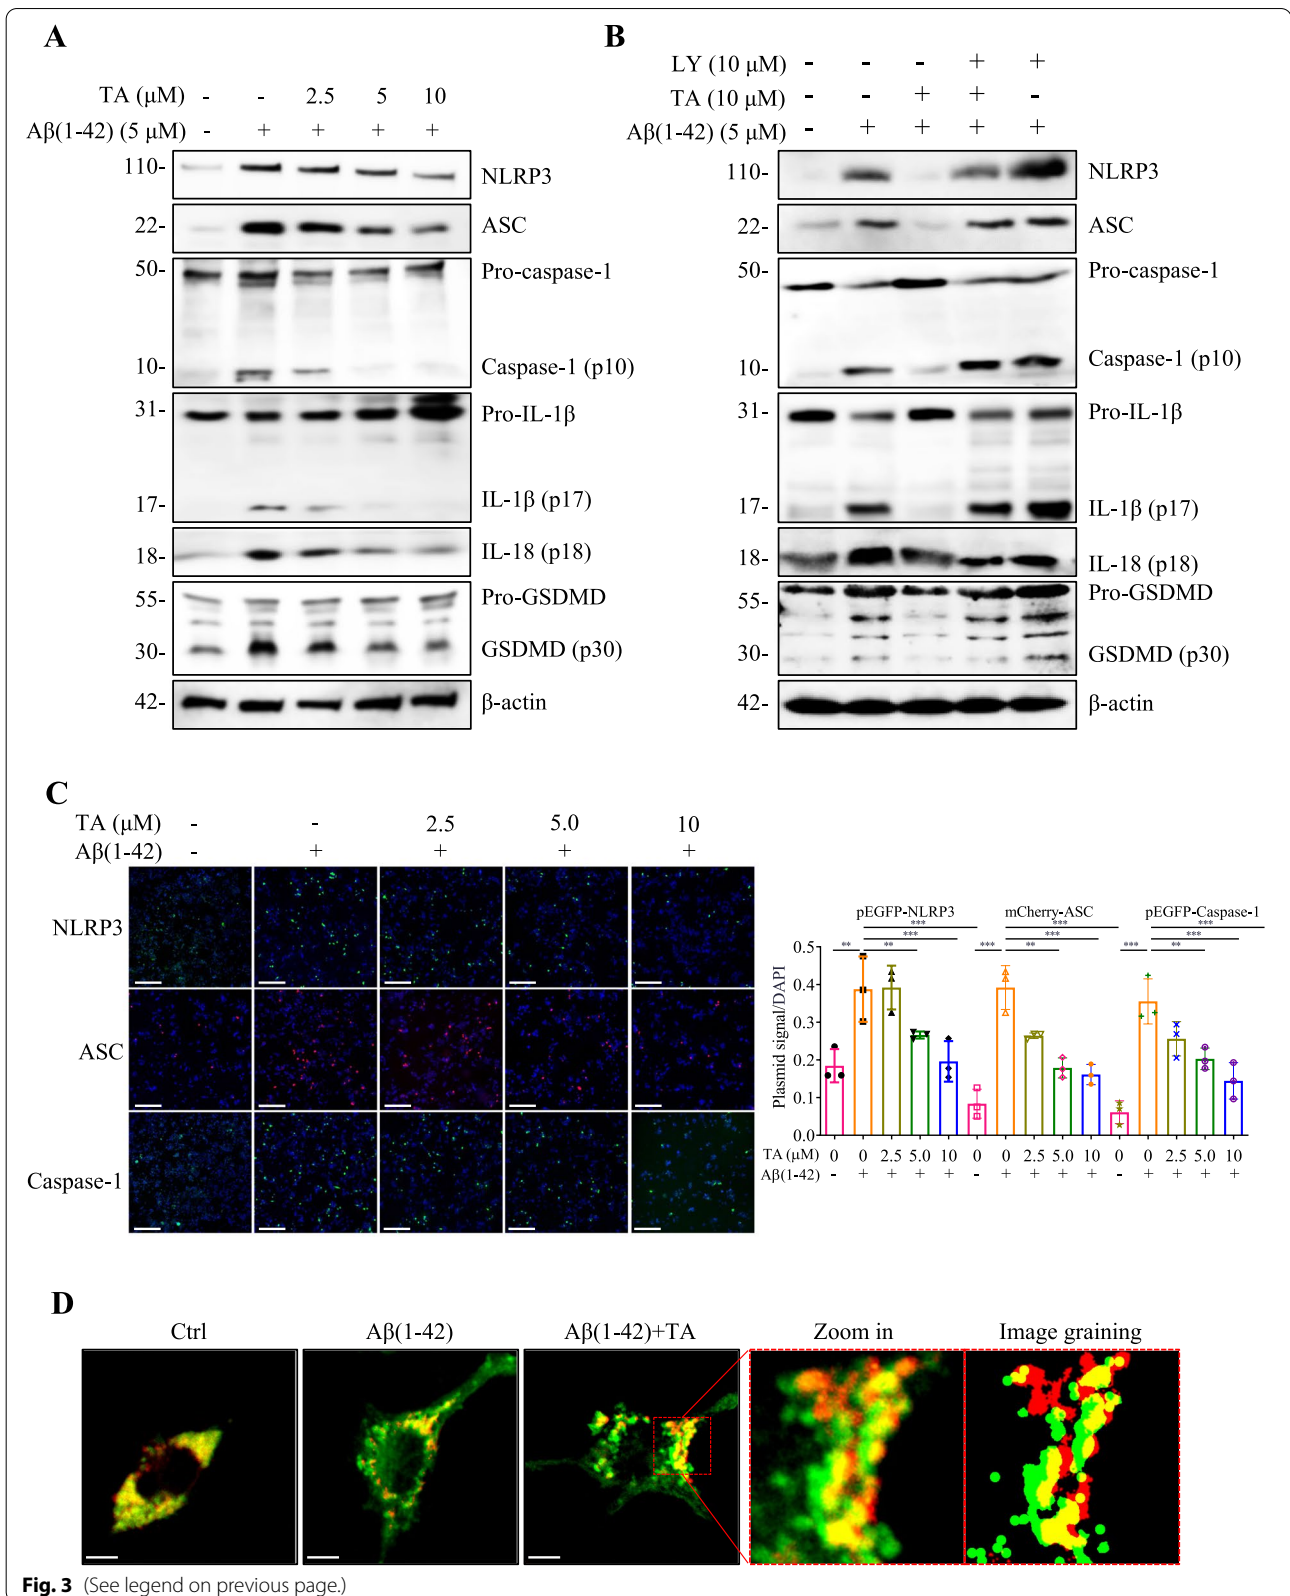 A
TA (μM) - - 2.5 5 10
Aβ(1-42) (5 μM) - + + + +
110- NLRP3
22- ASC
50- Pro-caspase-1
10- Caspase-1 (p10)
31- Pro-IL-1β
17- IL-1β (p17)
18- IL-18 (p18)
55- Pro-GSDMD
30- GSDMD (p30)
42- β-actin
B
LY (10 μM) - - - + +
TA (10 μM) - - + + -
Aβ(1-42) (5 μM) - + + + +
110- NLRP3
22- ASC
50- Pro-caspase-1
10- Caspase-1 (p10)
31- Pro-IL-1β
17- IL-1β (p17)
18- IL-18 (p18)
55- Pro-GSDMD
30- GSDMD (p30)
42- β-actin
C
TA (μM) - - 2.5 5.0 10
Aβ(1-42) - + + + +
NLRP3
ASC
Caspase-1
pEGFP-NLRP3 mCherry-ASC pEGFP-Caspase-1
*** *** ***
*** *** ***
** ** *** ** *** **
Plasmid signal/DAPI
0.5
0.4
0.3
0.2
0.1
0.0
TA (μM) 0 0 2.5 5.0 10 0 0 2.5 5.0 10 0 0 2.5 5.0 10
Aβ(1-42) - + + + + - + + + + - + + + +
D
Ctrl Aβ(1-42) Aβ(1-42)+TA Zoom in Image graining
Fig. 3 (See legend on previous page.)